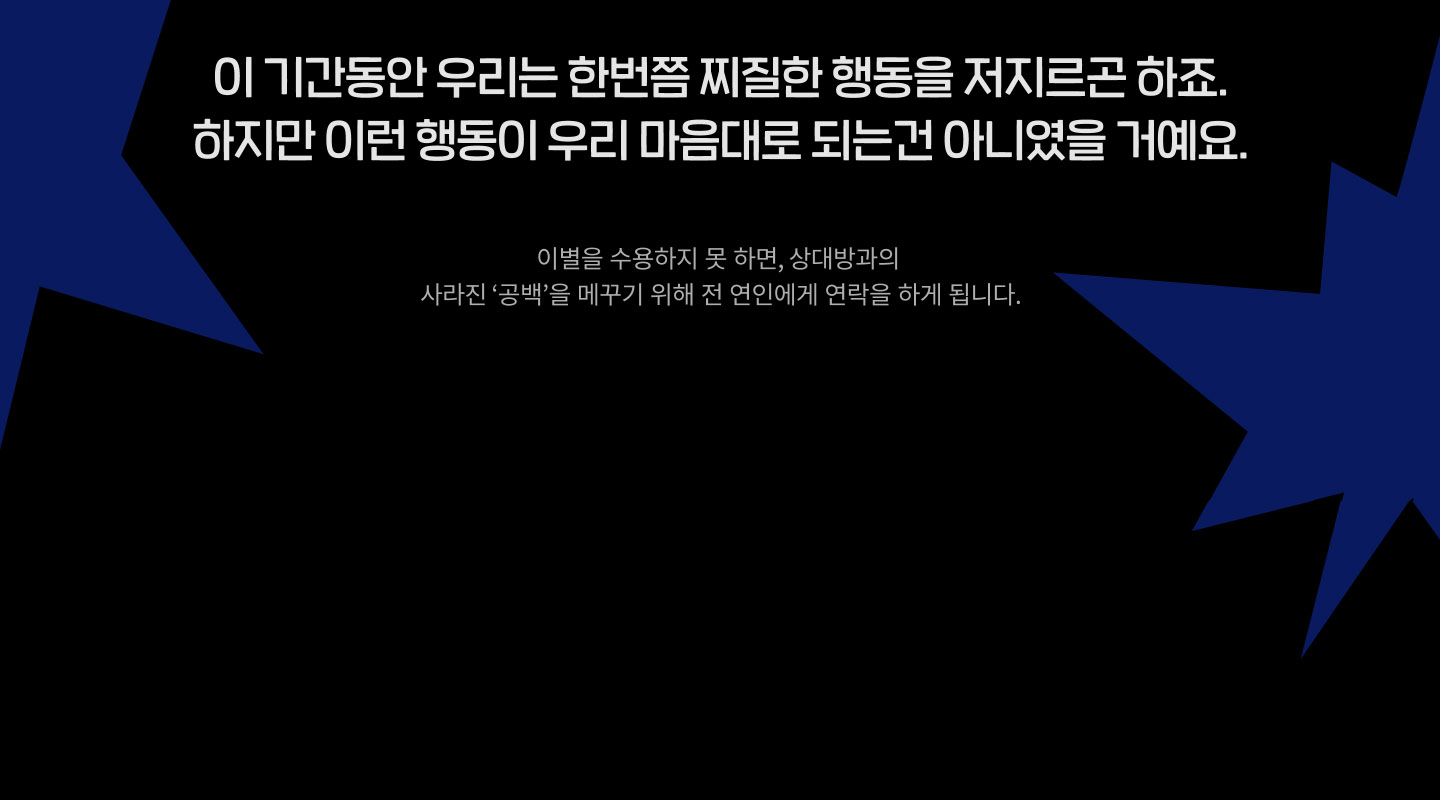 이 기간동안 우리는 한번쯤 찌질한 행동을 저지르곤 하죠.
하지만 이런 행동이 우리 마음대로 되는건 아니였을 거예요.
이별을 수용하지 못 하면, 상대방과의
사라진 ‘공백’을 메꾸기 위해 전 연인에게 연락을 하게 됩니다.